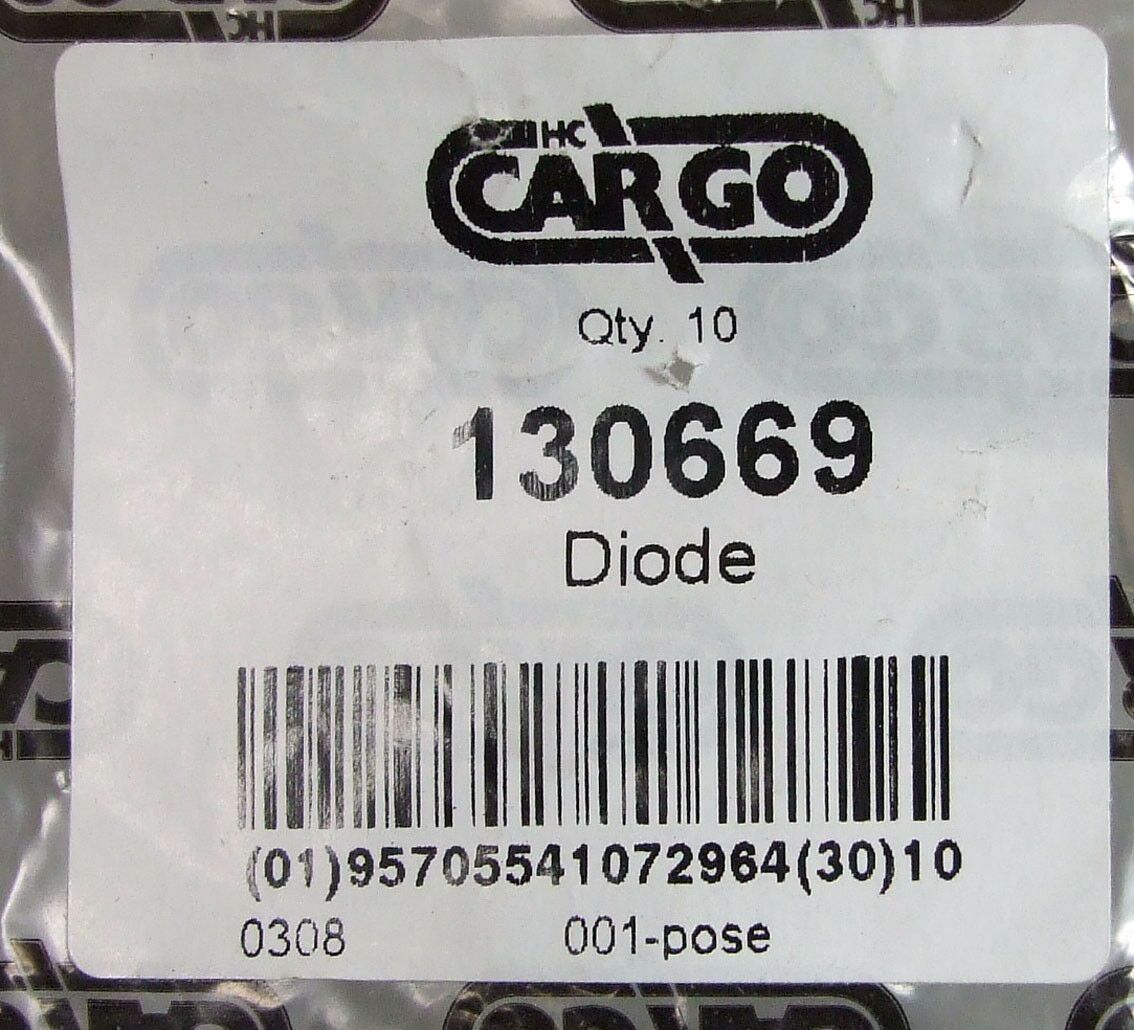 HC
CARGO
Qty. 10
130669
Diode
(01)95705541072964(30)10
0308 001-pose